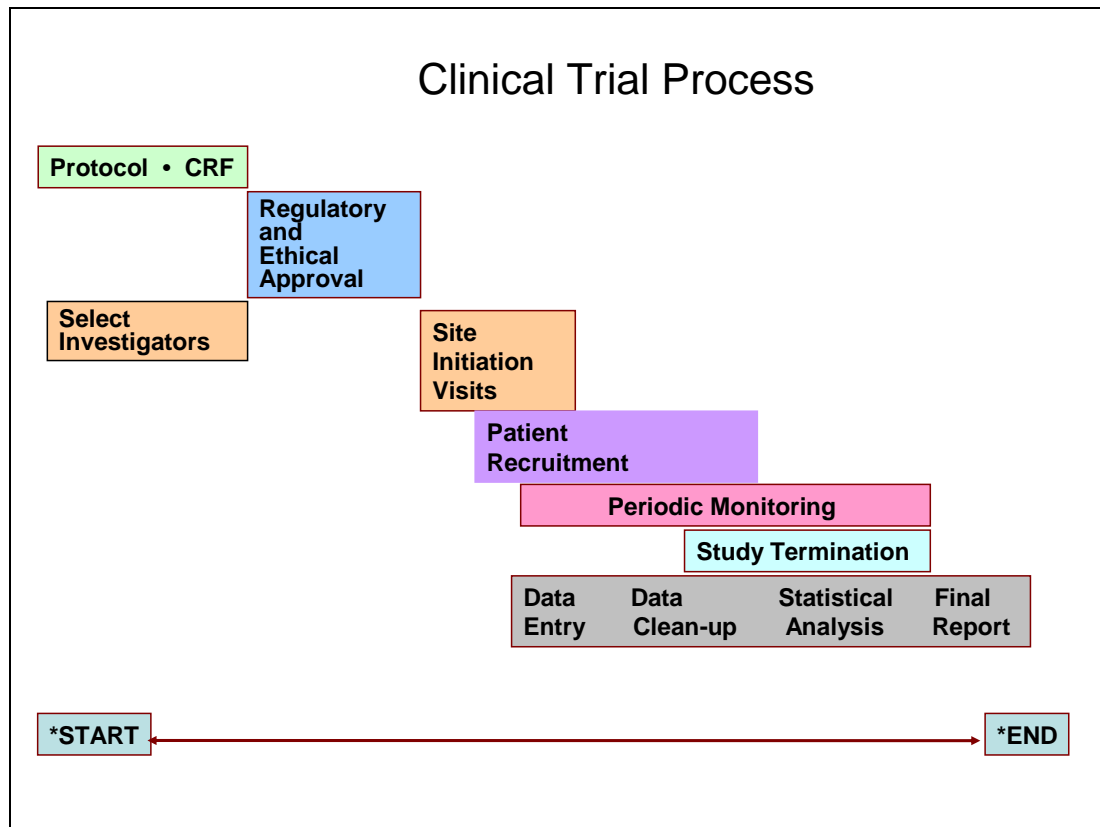 Clinical Trial Process
Protocol • CRF
Regulatory
and
Ethical
Approval
Select
Investigators
Site
Initiation
Visits
Patient
Recruitment
Periodic Monitoring
Study Termination
Data Data Statistical Final
Entry Clean-up Analysis Report
*START *END